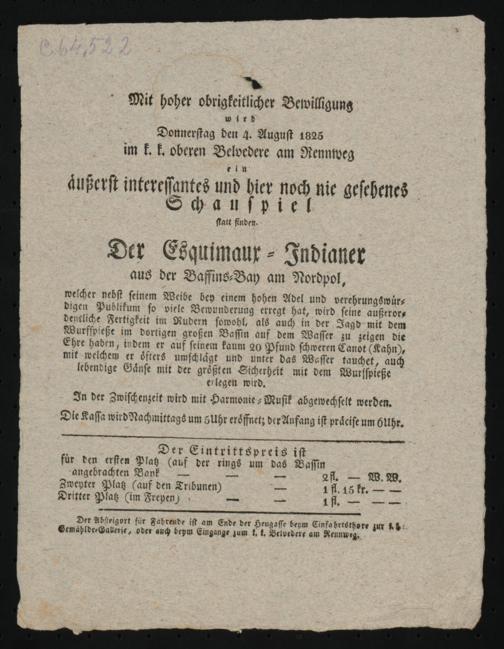 C 64,522
Mit hoher obrigkeitlicher Bewilligung
wird
Donnerstag den 4. August 1825
im k. k. oberen Belvedere am Rennweg
ein
äußerst interessantes und hier noch nie gesehenes
Schauspiel
statt finden.
Der Esquimaux-Indianer
aus der Baffins-Bay am Nordpol,
welcher nebst seinem Weibe bey einem hohen Adel und verehrungswür-
digen Publikum so viele Bewunderung erregt hat, wird seine außeror-
dentliche Fertigkeit im Rudern sowohl, als auch in der Jagd mit dem
Wurfspieße im dortigen großen Bassin auf dem Wasser zu zeigen die
Ehre haben, indem er auf seinem kaum 20 Pfund schweren Canot (Kahn),
mit welchem er öfters umschlägt und unter das Wasser tauchet, auch
lebendige Gänse mit der größten Sicherheit mit dem Wurfspieße
erlegen wird.
In der Zwischenzeit wird mit Harmonie-Musik abgewechselt werden.
Die Kassa wird Nachmittags um 5 Uhr eröffnet; der Anfang ist präcise um 6 Uhr.
Der Eintrittspreis ist
für den ersten Platz (auf der rings um das Bassin
angebrachten Bank — — — 2 fl. — W. W.
Zweyter Platz (auf den Tribunen) — 1 fl. 15 kr. — —
Dritter Platz (im Freyen) — — 1 fl. — — —
Der Absteigort für Fahrende ist am Ende der Heugasse beym Einfahrtsthore zur k. k.
Gemählde-Gallerie, oder auch beym Eingange zum k. k. Belvedere am Rennweg.